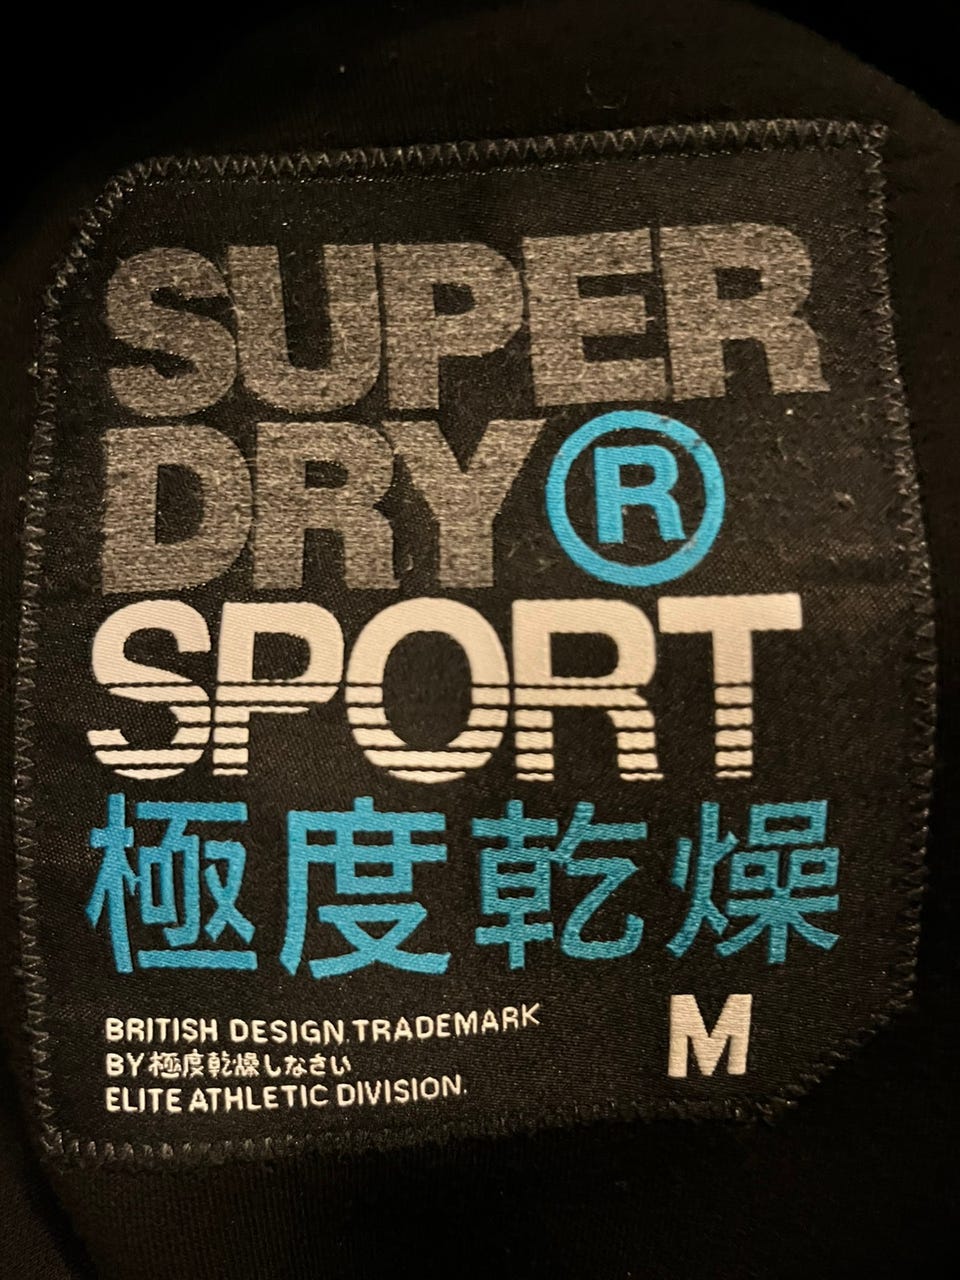 SUPER
DRY®
SPORT
極度乾燥
M
BRITISH DESIGN.TRADEMARK
BY 極度乾燥しなさい
ELITE ATHLETIC DIVISION.